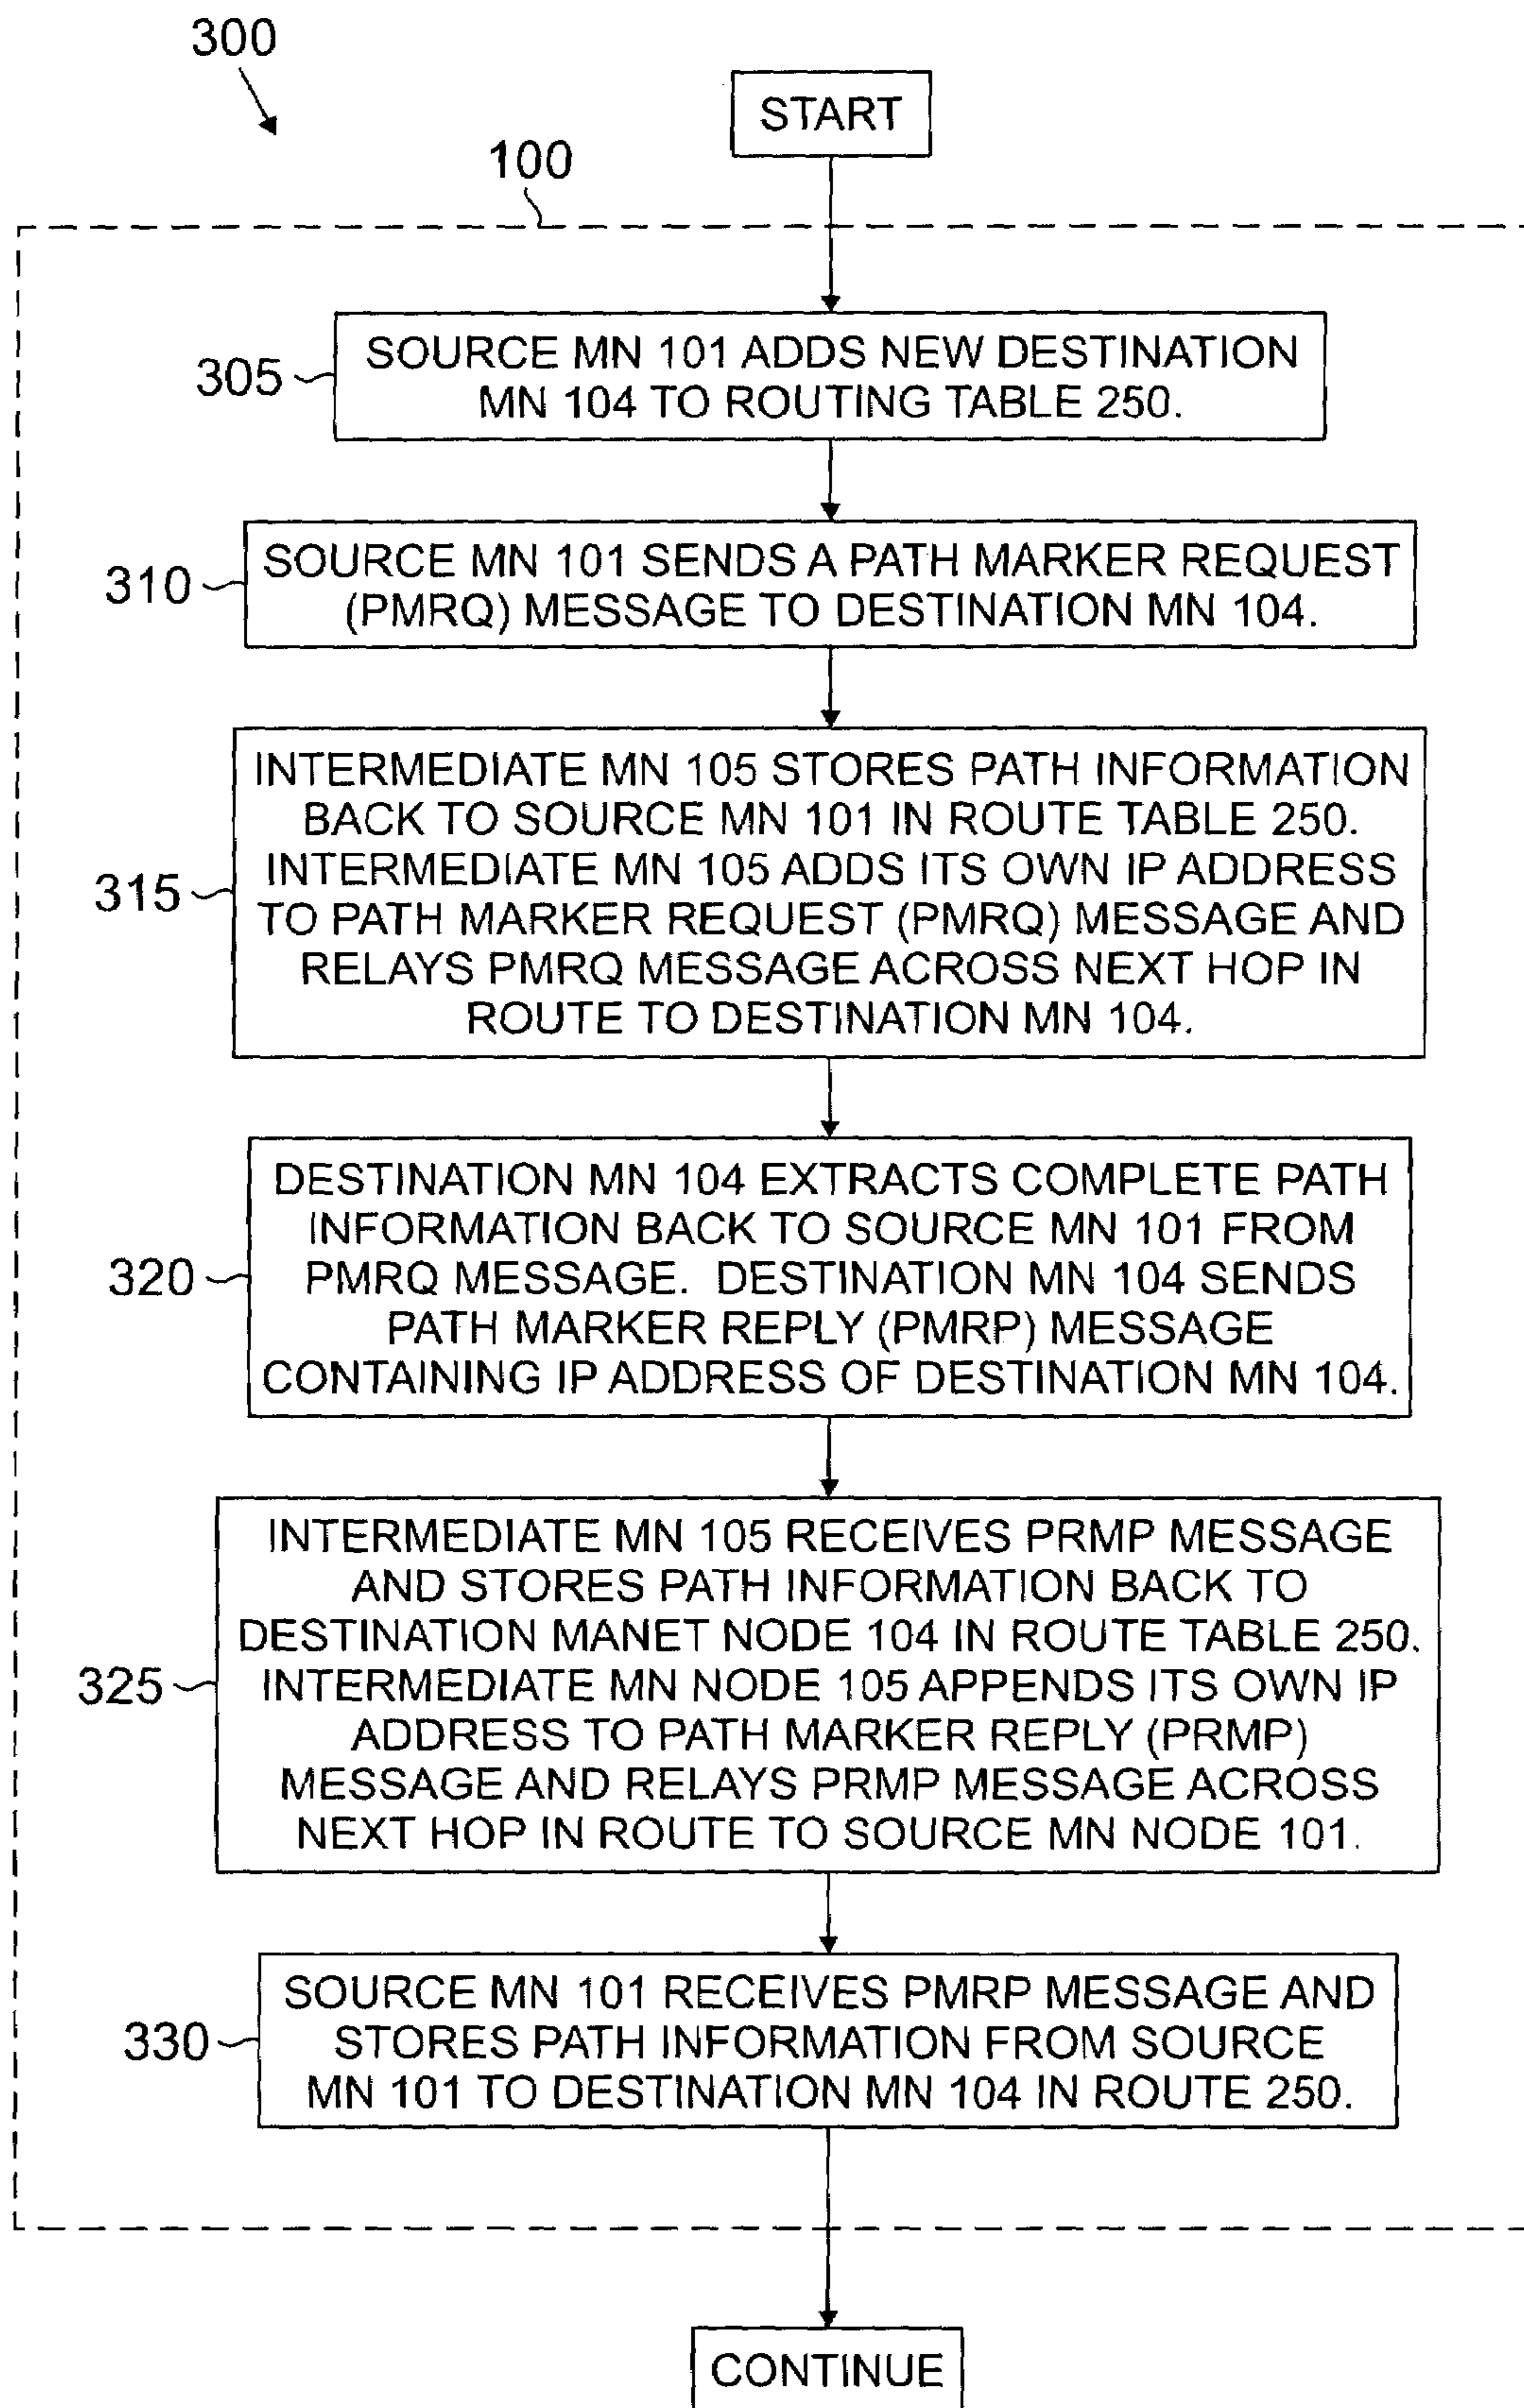 300
START
100
305
SOURCE MN 101 ADDS NEW DESTINATION
MN 104 TO ROUTING TABLE 250.
310
SOURCE MN 101 SENDS A PATH MARKER REQUEST
(PMRQ) MESSAGE TO DESTINATION MN 104.
315
INTERMEDIATE MN 105 STORES PATH INFORMATION
BACK TO SOURCE MN 101 IN ROUTE TABLE 250.
INTERMEDIATE MN 105 ADDS ITS OWN IP ADDRESS
TO PATH MARKER REQUEST (PMRQ) MESSAGE AND
RELAYS PMRQ MESSAGE ACROSS NEXT HOP IN
ROUTE TO DESTINATION MN 104.
320
DESTINATION MN 104 EXTRACTS COMPLETE PATH
INFORMATION BACK TO SOURCE MN 101 FROM
PMRQ MESSAGE. DESTINATION MN 104 SENDS
PATH MARKER REPLY (PMRP) MESSAGE
CONTAINING IP ADDRESS OF DESTINATION MN 104.
325
INTERMEDIATE MN 105 RECEIVES PRMP MESSAGE
AND STORES PATH INFORMATION BACK TO
DESTINATION MANET NODE 104 IN ROUTE TABLE 250.
INTERMEDIATE MN NODE 105 APPENDS ITS OWN IP
ADDRESS TO PATH MARKER REPLY (PRMP)
MESSAGE AND RELAYS PRMP MESSAGE ACROSS
NEXT HOP IN ROUTE TO SOURCE MN NODE 101.
330
SOURCE MN 101 RECEIVES PMRP MESSAGE AND
STORES PATH INFORMATION FROM SOURCE
MN 101 TO DESTINATION MN 104 IN ROUTE 250.
CONTINUE